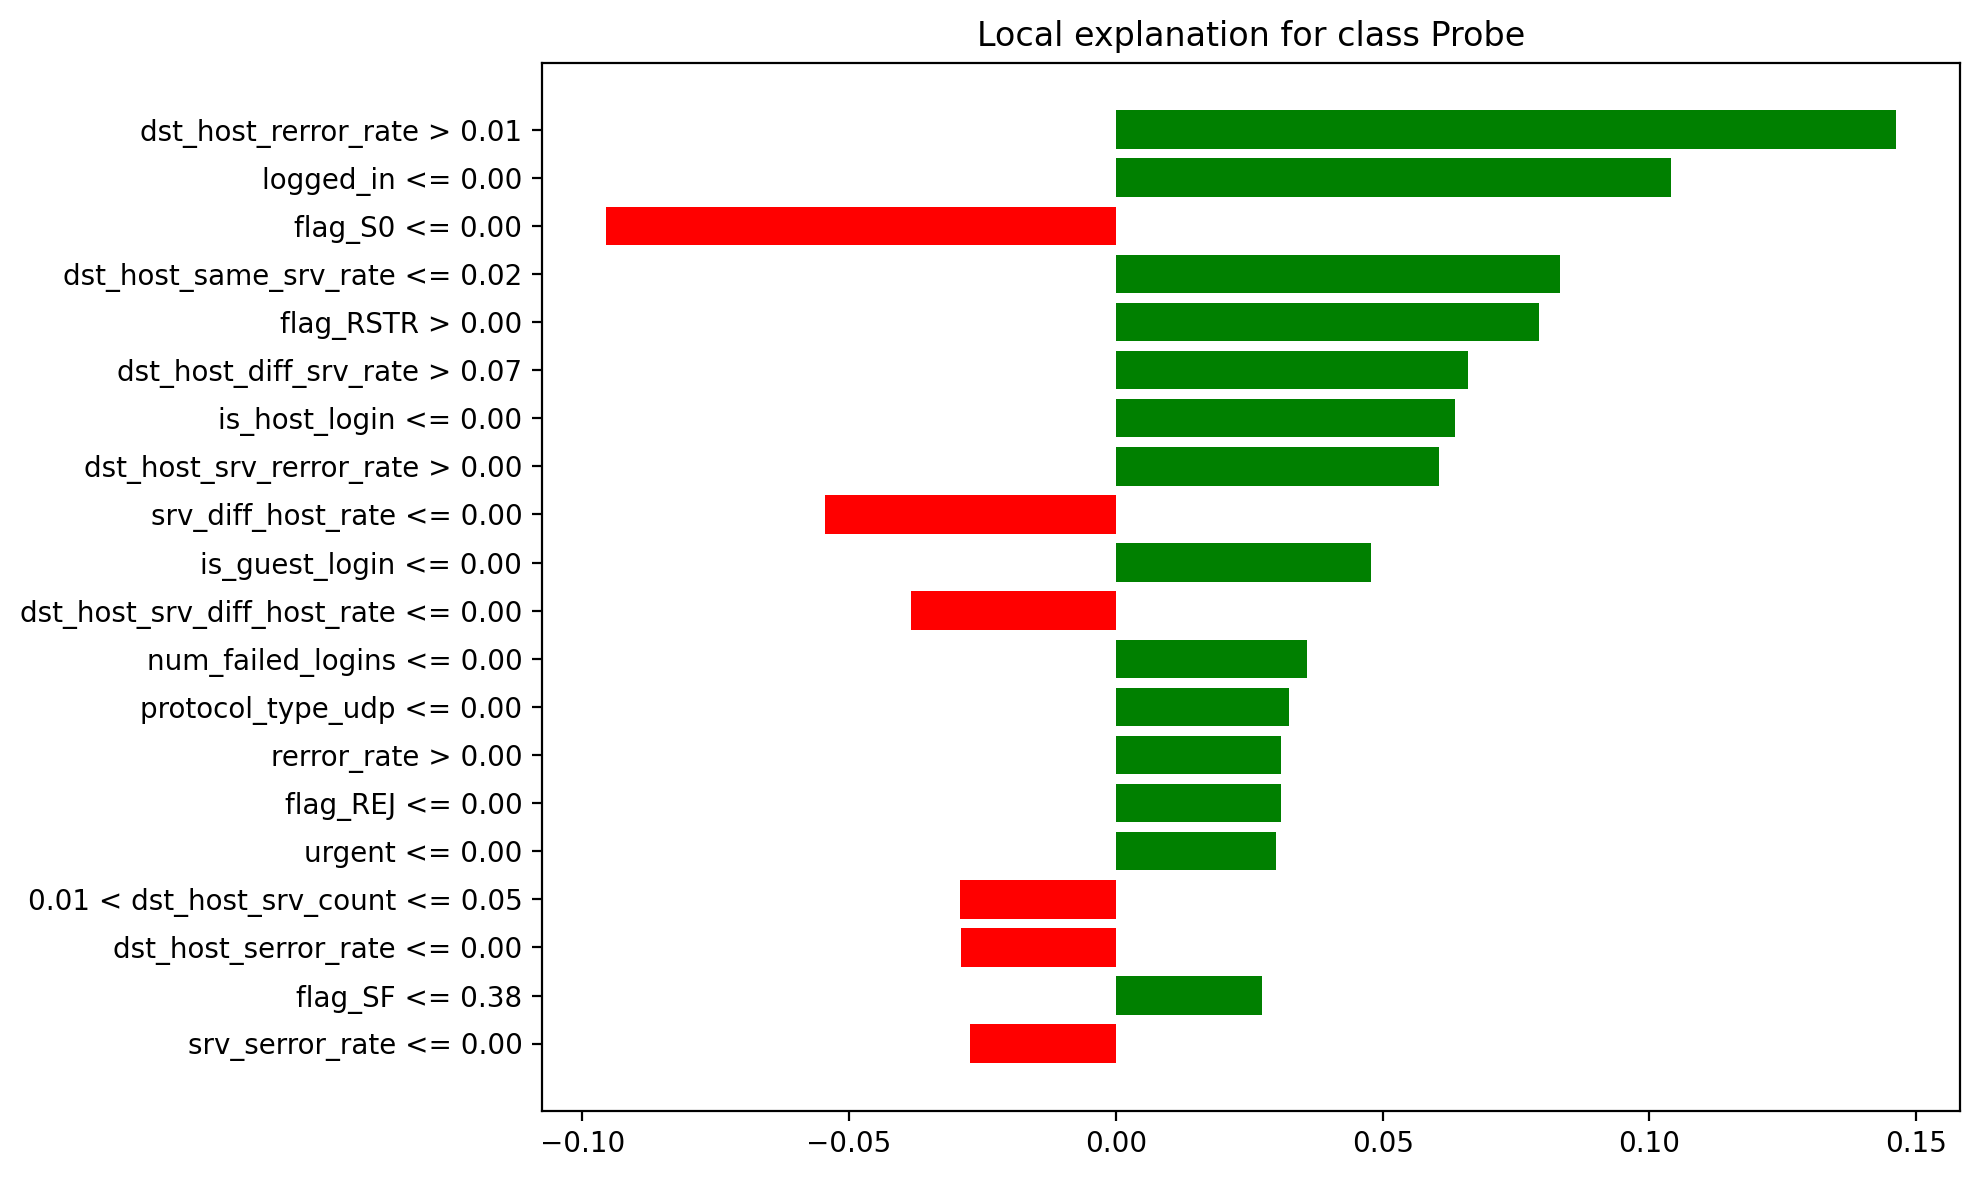 Local explanation for class Probe
dst_host_rerror_rate > 0.01
logged_in <= 0.00
flag_S0 <= 0.00
dst_host_same_srv_rate <= 0.02
flag_RSTR > 0.00
dst_host_diff_srv_rate > 0.07
is_host_login <= 0.00
dst_host_srv_rerror_rate > 0.00
srv_diff_host_rate <= 0.00
is_guest_login <= 0.00
dst_host_srv_diff_host_rate <= 0.00
num_failed_logins <= 0.00
protocol_type_udp <= 0.00
rerror_rate > 0.00
flag_REJ <= 0.00
urgent <= 0.00
0.01 < dst_host_srv_count <= 0.05
dst_host_serror_rate <= 0.00
flag_SF <= 0.38
srv_serror_rate <= 0.00
−0.10 −0.05 0.00 0.05 0.10 0.15